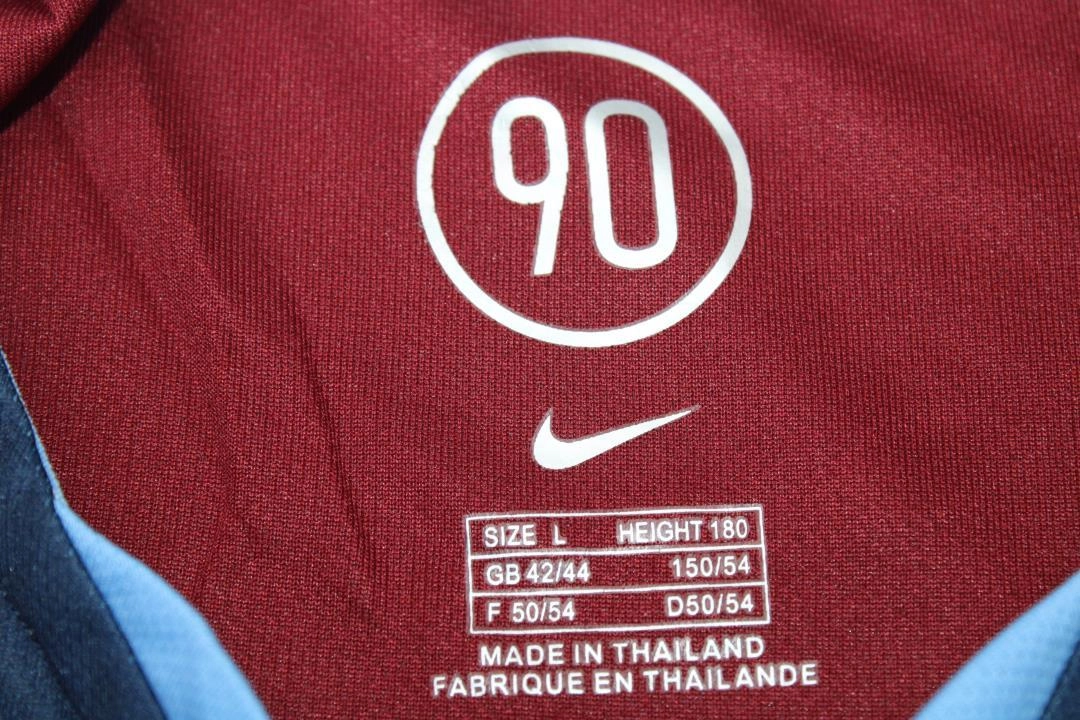 90
SIZE L HEIGHT 180
GB 42/44 150/54
F 50/54 D50/54
MADE IN THAILAND
FABRIQUE EN THAILANDE